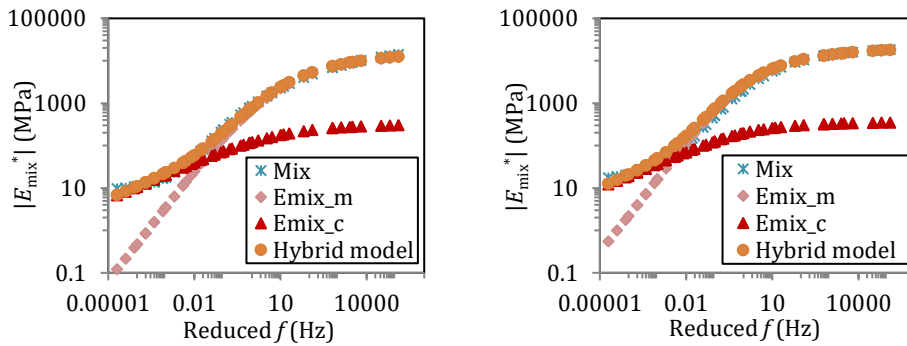 100000
1000
10
0.1
|E*mix| (MPa)
Mix
Emix_m
Emix_c
Hybrid model
0.00001 0.01 10 10000
Reduced f (Hz)
100000
1000
10
0.1
|E*mix| (MPa)
Mix
Emix_m
Emix_c
Hybrid model
0.00001 0.01 10 10000
Reduced f (Hz)